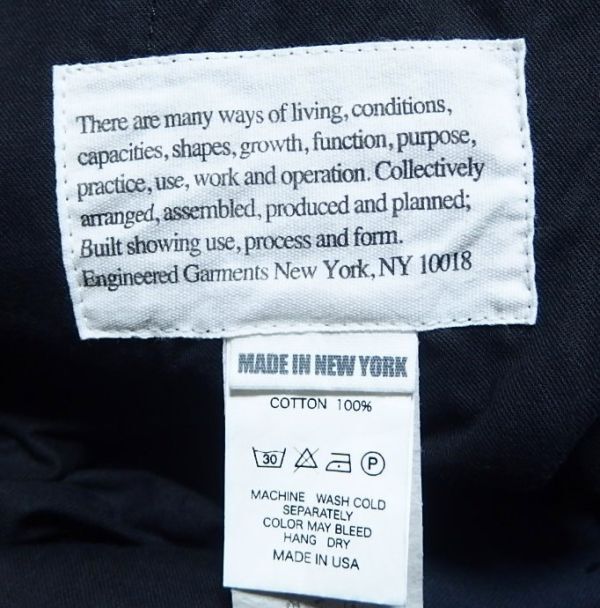 There are many ways of living, conditions,
capacities, shapes, growth, function, purpose,
practice, use, work and operation. Collectively
arranged, assembled, produced and planned;
Built showing use, process and form.
Engineered Garments New York, NY 10018
MADE IN NEW YORK
COTTON 100%
30 P
MACHINE WASH COLD
SEPARATELY
COLOR MAY BLEED
HANG DRY
MADE IN USA